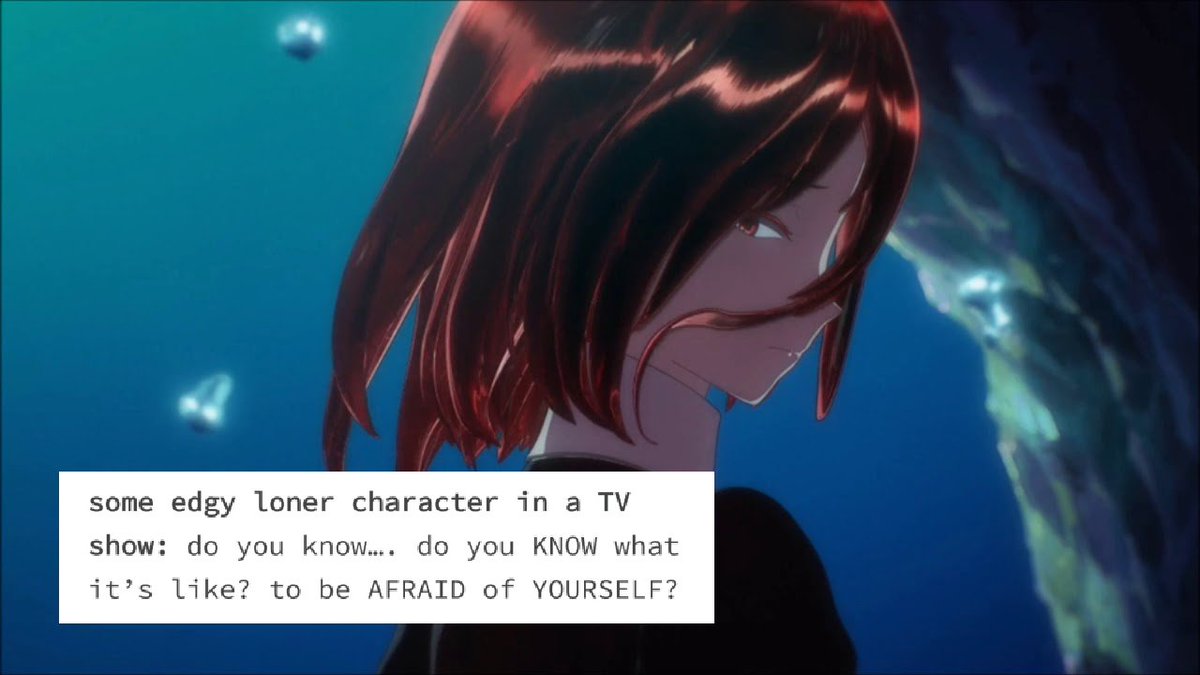 some edgy loner character in a TV
show: do you know…. do you KNOW what
it’s like? to be AFRAID of YOURSELF?